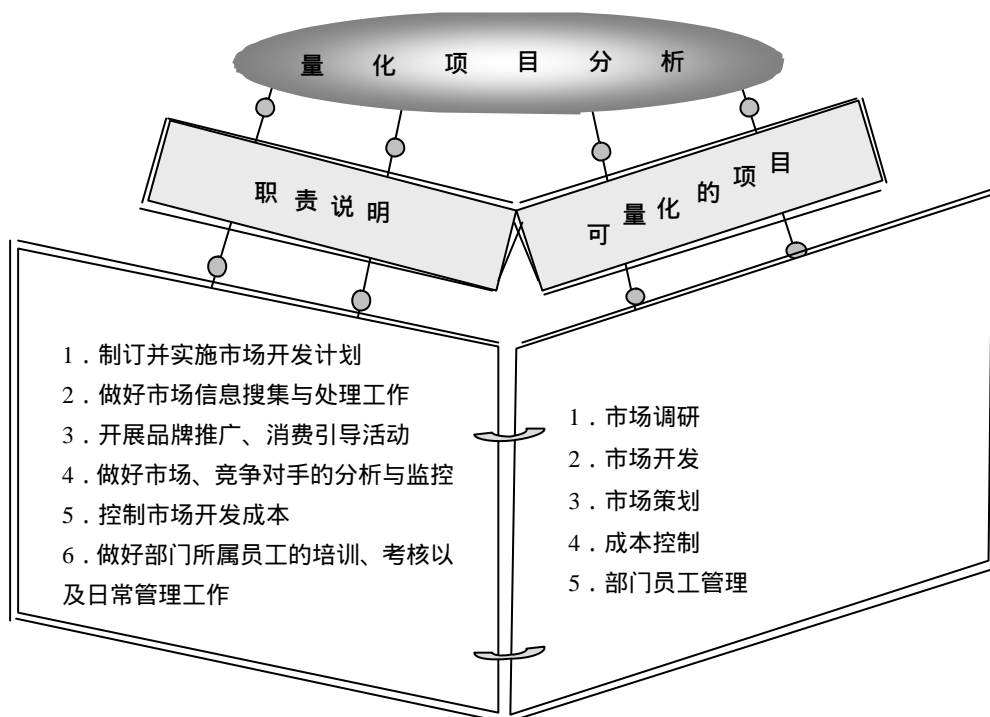 量化项目分析
职责说明
可量化的项目
1．制订并实施市场开发计划
2．做好市场信息搜集与处理工作
3．开展品牌推广、消费引导活动
4．做好市场、竞争对手的分析与监控
5．控制市场开发成本
6．做好部门所属员工的培训、考核以
及日常管理工作
1．市场调研
2．市场开发
3．市场策划
4．成本控制
5．部门员工管理